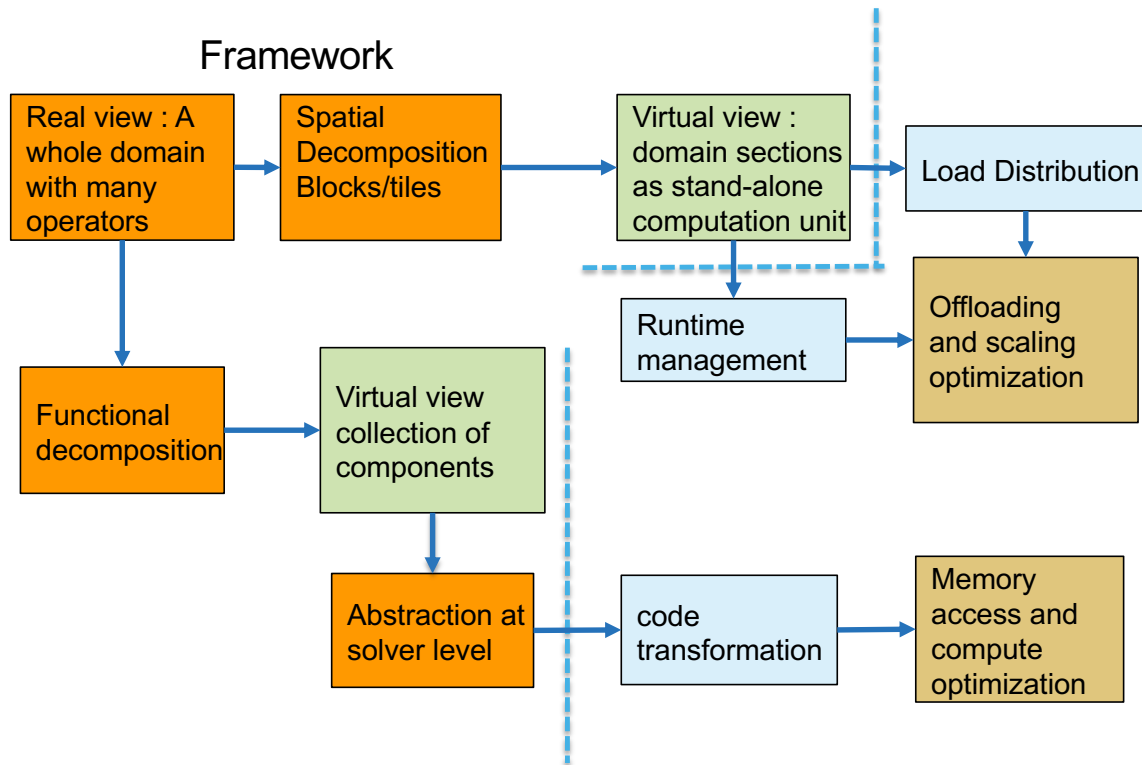 Framework
Real view : A
whole domain
with many
operators
Spatial
Decomposition
Blocks/tiles
Virtual view :
domain sections
as stand-alone
computation unit
Load Distribution
Runtime
management
Offloading
and scaling
optimization
Functional
decomposition
Virtual view
collection of
components
Abstraction at
solver level
code
transformation
Memory
access and
compute
optimization